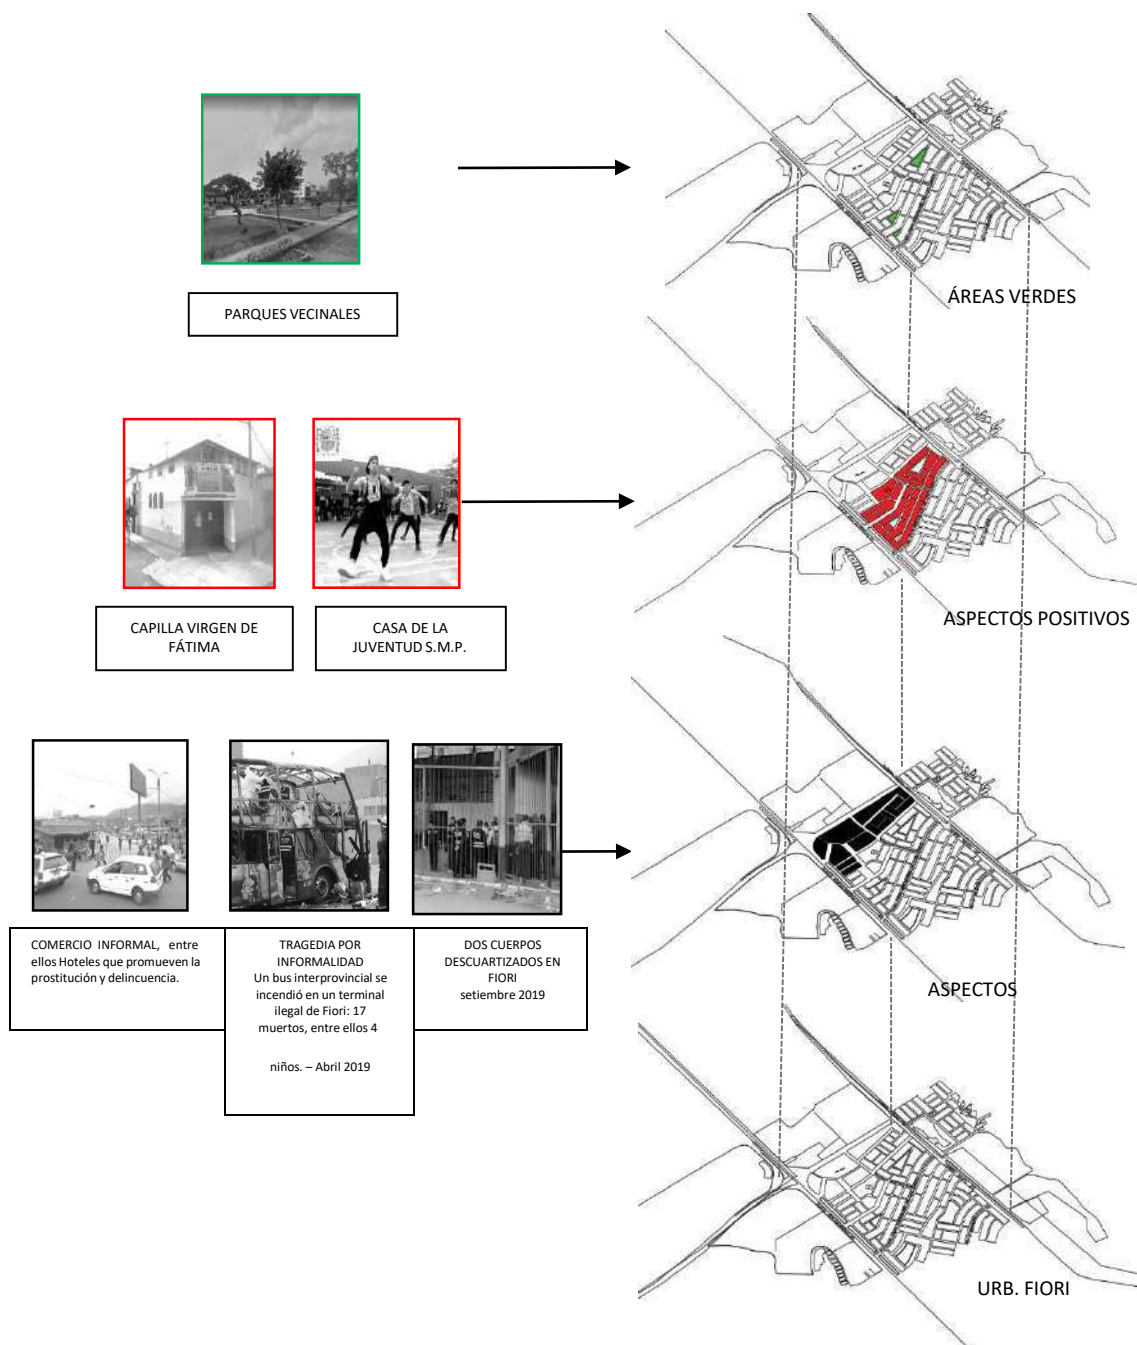 ÁREAS VERDES
PARQUES VECINALES
ASPECTOS POSITIVOS
CAPILLA VIRGEN DE
FÁTIMA
CASA DE LA
JUVENTUD S.M.P.
COMERCIO INFORMAL, entre
ellos Hoteles que promueven la
prostitución y delincuencia.
TRAGEDIA POR
INFORMALIDAD
Un bus interprovincial se
incendió en un terminal
ilegal de Fiori: 17
muertos, entre ellos 4
niños. – Abril 2019
DOS CUERPOS
DESCUARTIZADOS EN
FIORI
setiembre 2019
ASPECTOS
URB. FIORI